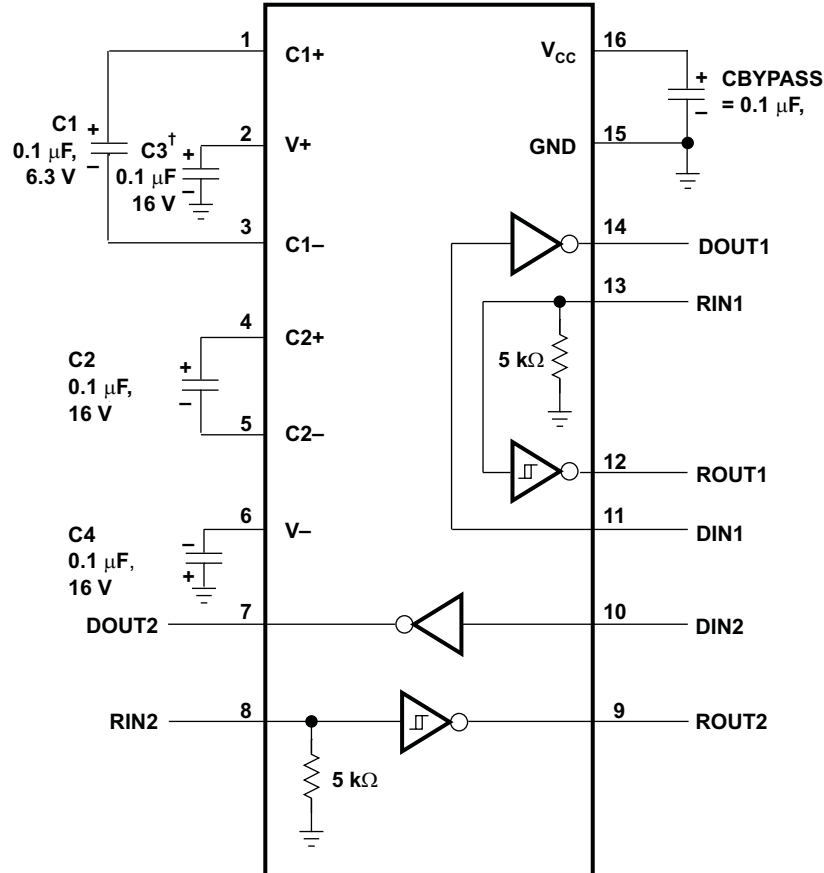 1
C1+
C1
0.1 μF,
6.3 V
+
–
2
V+
C3†
0.1 μF
16 V
+
–
3
C1–
4
C2+
C2
0.1 μF,
16 V
+
–
5
C2–
6
V–
C4
0.1 μF,
16 V
–
+
DOUT2
7
RIN2
8
5 kΩ
VCC
16
+
–
CBYPASS
= 0.1 μF,
GND
15
14
DOUT1
13
RIN1
5 kΩ
12
ROUT1
11
DIN1
10
DIN2
9
ROUT2